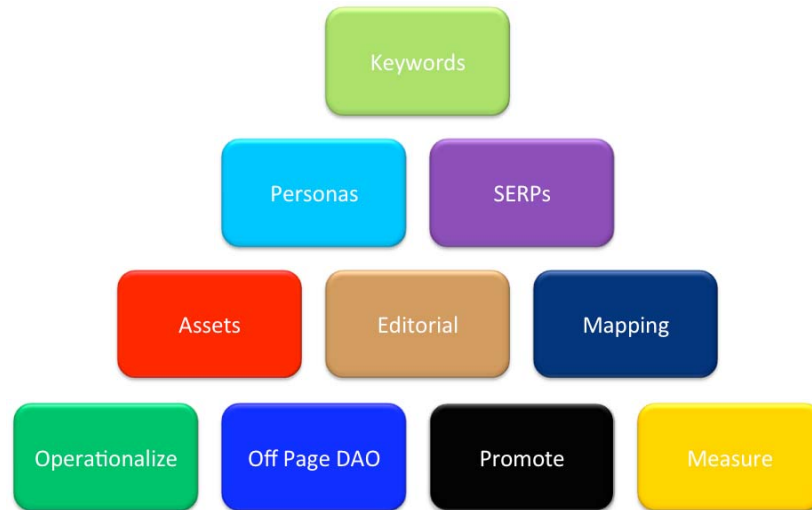 Keywords
Personas
SERPs
Assets
Editorial
Mapping
Operationalize
Off Page DAO
Promote
Measure